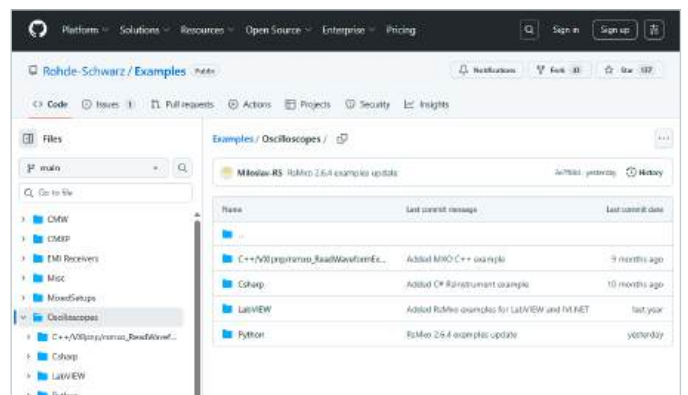 Platform Solutions Resources Open Source Enterprise Pricing Sign in Sign up
Rohde-Schwarz / Examples Public Notifications Fork Star
Code Issues 1 Pull requests Actions Projects Security Insights
Files
main
Go to file
CMW
CMXP
EMI Receivers
Misc
MixedSetups
Oscilloscopes
Csharp
LabVIEW
Python
Examples / Oscilloscopes /
Miloslav-RS RsMxo 2.6.4 examples update yesterday History
Name Last commit message Last commit date
..
Added MXO C++ example 9 months ago
Csharp Added C# RsInstrument example 10 months ago
LabVIEW Added RsMxo examples for LabVIEW and IVI.NET last year
Python RsMxo 2.6.4 examples update yesterday